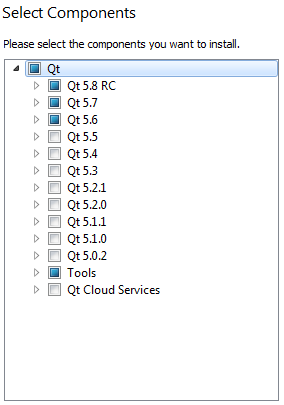 Select Components
Please select the components you want to install.
Qt
Qt 5.8 RC
Qt 5.7
Qt 5.6
Qt 5.5
Qt 5.4
Qt 5.3
Qt 5.2.1
Qt 5.2.0
Qt 5.1.1
Qt 5.1.0
Qt 5.0.2
Tools
Qt Cloud Services